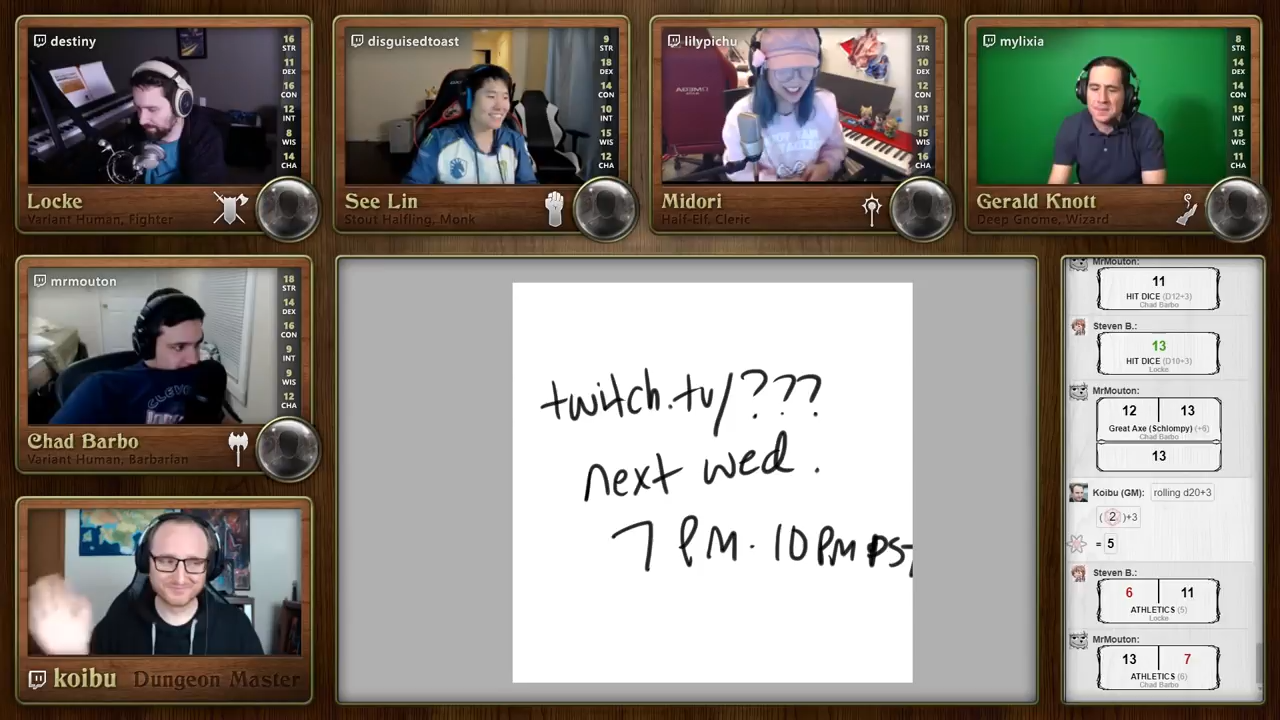 destiny
16
STR
11
DEX
16
CON
12
INT
8
WIS
14
CHA
Locke
Variant Human, Fighter
disguisedtoast
9
STR
18
DEX
14
CON
10
INT
15
WIS
12
CHA
See Lin
Stout Halfling, Monk
lilypichu
12
STR
10
DEX
12
CON
13
INT
15
WIS
16
CHA
Midori
Half-Elf, Cleric
mylixia
8
STR
14
DEX
14
CON
19
INT
13
WIS
11
CHA
Gerald Knott
Deep Gnome, Wizard
mrmouton
18
STR
14
DEX
16
CON
9
INT
9
WIS
12
CHA
Chad Barbo
Variant Human, Barbarian
koibu Dungeon Master
twitch.tv/???
next wed.
7 PM - 10 PM PST
MrMouton:
11
HIT DICE (D12+3)
Chad Barbo
Steven B.:
13
HIT DICE (D10+3)
Locke
MrMouton:
12 13
Great Axe (Schlompy) (+6)
Chad Barbo
13
Koibu (GM): rolling d20+3
(2)+3
= 5
Steven B.:
6 11
ATHLETICS (5)
Locke
MrMouton:
13 7
ATHLETICS (6)
Chad Barbo